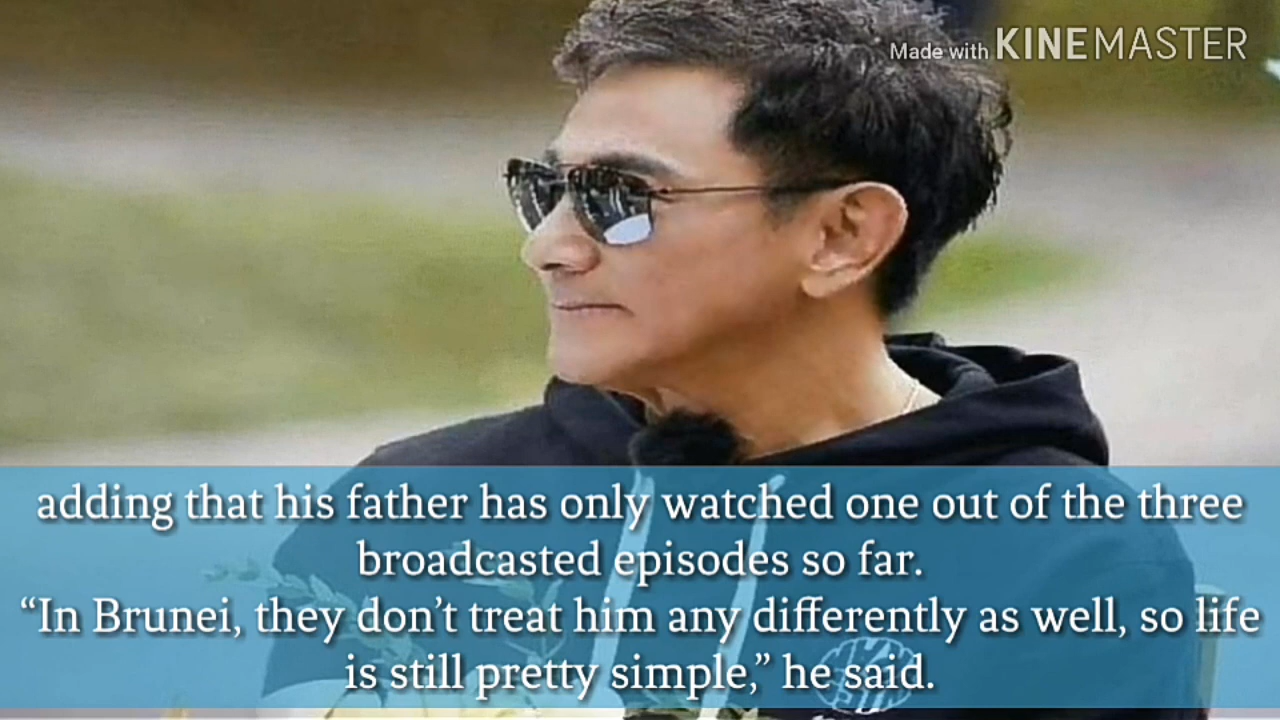 Made with KINEMASTER
adding that his father has only watched one out of the three
broadcasted episodes so far.
“In Brunei, they don’t treat him any differently as well, so life
is still pretty simple,” he said.